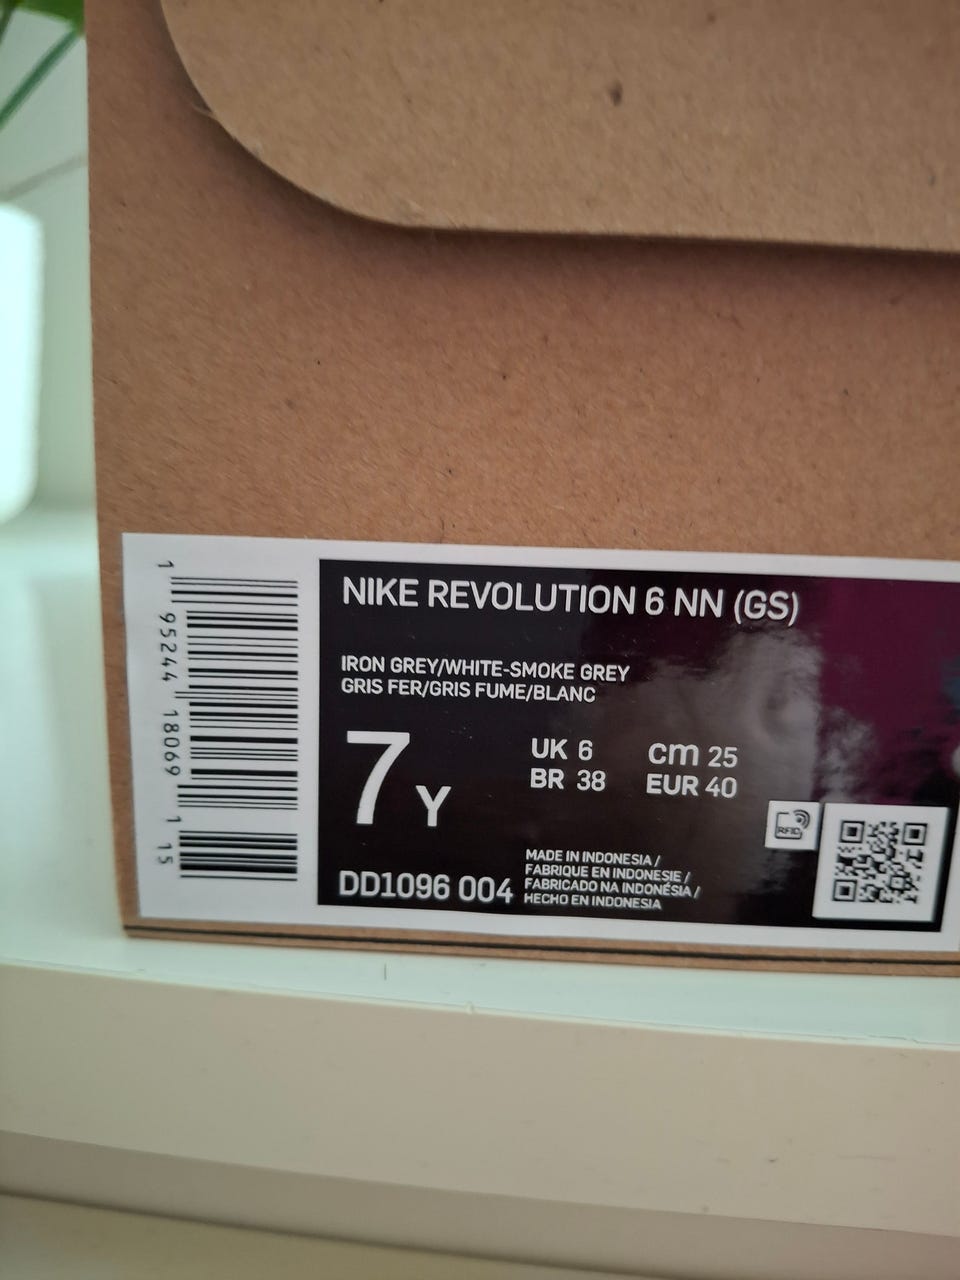 1 95244 18069 1 15
NIKE REVOLUTION 6 NN (GS)
IRON GREY/WHITE-SMOKE GREY
GRIS FER/GRIS FUME/BLANC
7 Y
UK 6 cm 25
BR 38 EUR 40
RFID
DD1096 004
MADE IN INDONESIA /
FABRIQUE EN INDONESIE /
FABRICADO NA INDONÉSIA /
HECHO EN INDONESIA